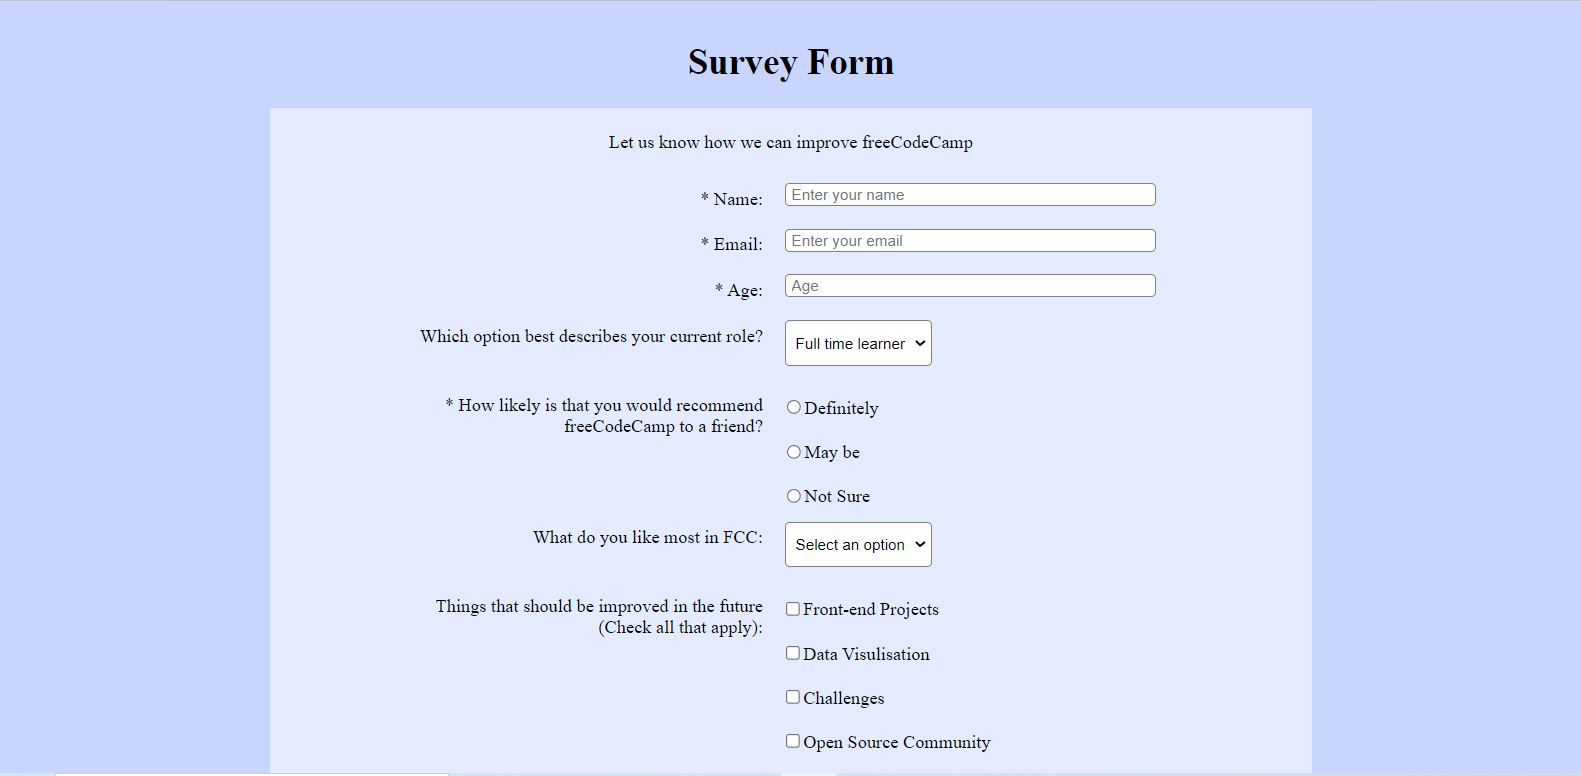 Survey Form
Let us know how we can improve freeCodeCamp
* Name:
Enter your name
* Email:
Enter your email
* Age:
Age
Which option best describes your current role?
Full time learner
* How likely is that you would recommend
freeCodeCamp to a friend?
Definitely
May be
Not Sure
What do you like most in FCC:
Select an option
Things that should be improved in the future
(Check all that apply):
Front-end Projects
Data Visulisation
Challenges
Open Source Community